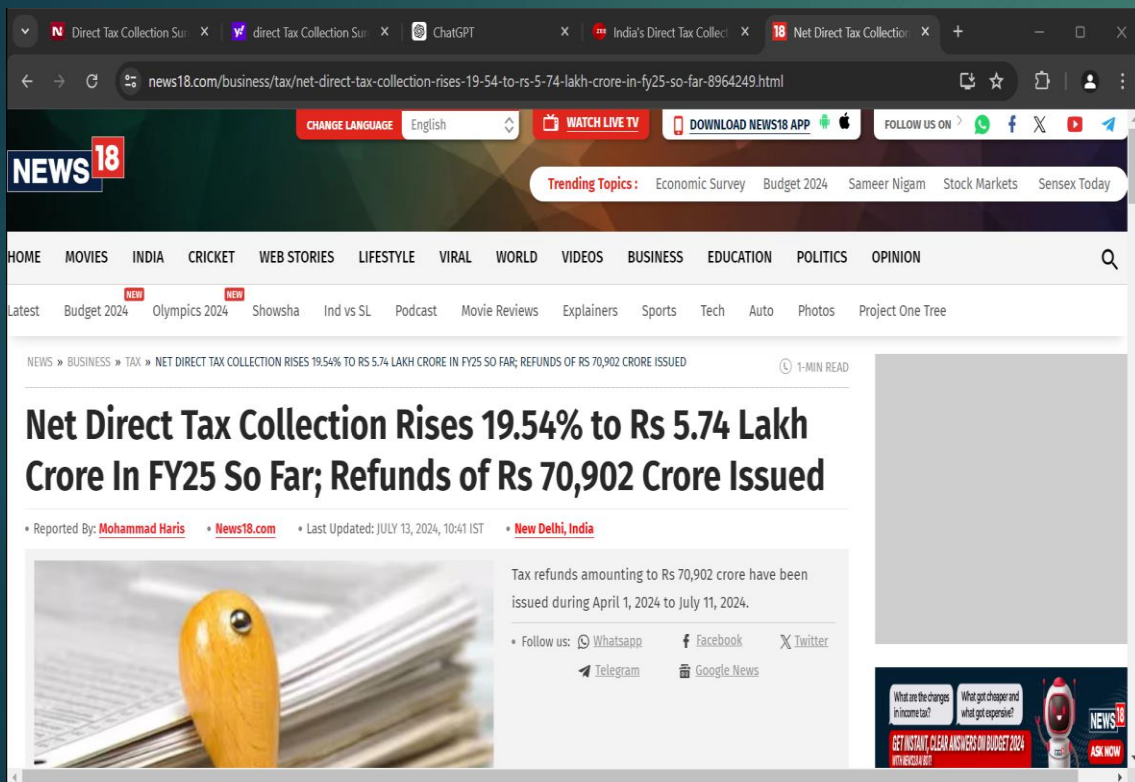 Direct Tax Collection Sur
direct Tax Collection Sur
ChatGPT
India's Direct Tax Collect
Net Direct Tax Collection
news18.com/business/tax/net-direct-tax-collection-rises-19-54-to-rs-5-74-lakh-crore-in-fy25-so-far-8964249.html
CHANGE LANGUAGE English WATCH LIVE TV DOWNLOAD NEWS18 APP FOLLOW US ON
NEWS 18
Trending Topics : Economic Survey Budget 2024 Sameer Nigam Stock Markets Sensex Today
HOME MOVIES INDIA CRICKET WEB STORIES LIFESTYLE VIRAL WORLD VIDEOS BUSINESS EDUCATION POLITICS OPINION
NEW NEW
Latest Budget 2024 Olympics 2024 Showsha Ind vs SL Podcast Movie Reviews Explainers Sports Tech Auto Photos Project One Tree
NEWS » BUSINESS » TAX » NET DIRECT TAX COLLECTION RISES 19.54% TO RS 5.74 LAKH CRORE IN FY25 SO FAR; REFUNDS OF RS 70,902 CRORE ISSUED
1-MIN READ
Net Direct Tax Collection Rises 19.54% to Rs 5.74 Lakh
Crore In FY25 So Far; Refunds of Rs 70,902 Crore Issued
• Reported By: Mohammad Haris • News18.com • Last Updated: JULY 13, 2024, 10:41 IST • New Delhi, India
Tax refunds amounting to Rs 70,902 crore have been
issued during April 1, 2024 to July 11, 2024.
• Follow us: Whatsapp Facebook Twitter
Telegram Google News
What are the changes
in income tax?
What got cheaper and
what got expensive?
GET INSTANT, CLEAR ANSWERS ON BUDGET 2024
WITH NEWS18 AI BOT!
NEWS18
ASK NOW